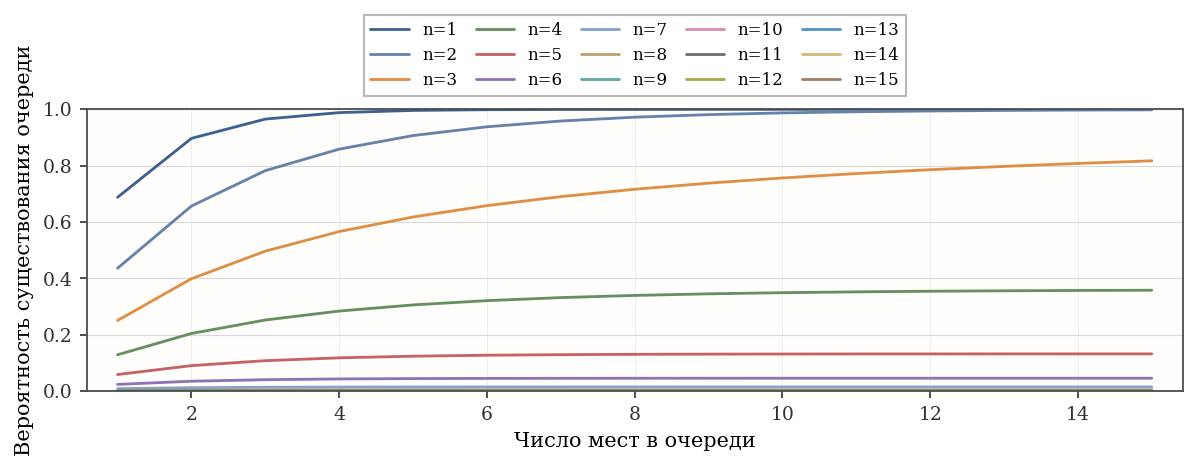 n=1 n=4 n=7 n=10 n=13
n=2 n=5 n=8 n=11 n=14
n=3 n=6 n=9 n=12 n=15
Вероятность существования очереди
1.0
0.8
0.6
0.4
0.2
0.0
2 4 6 8 10 12 14
Число мест в очереди